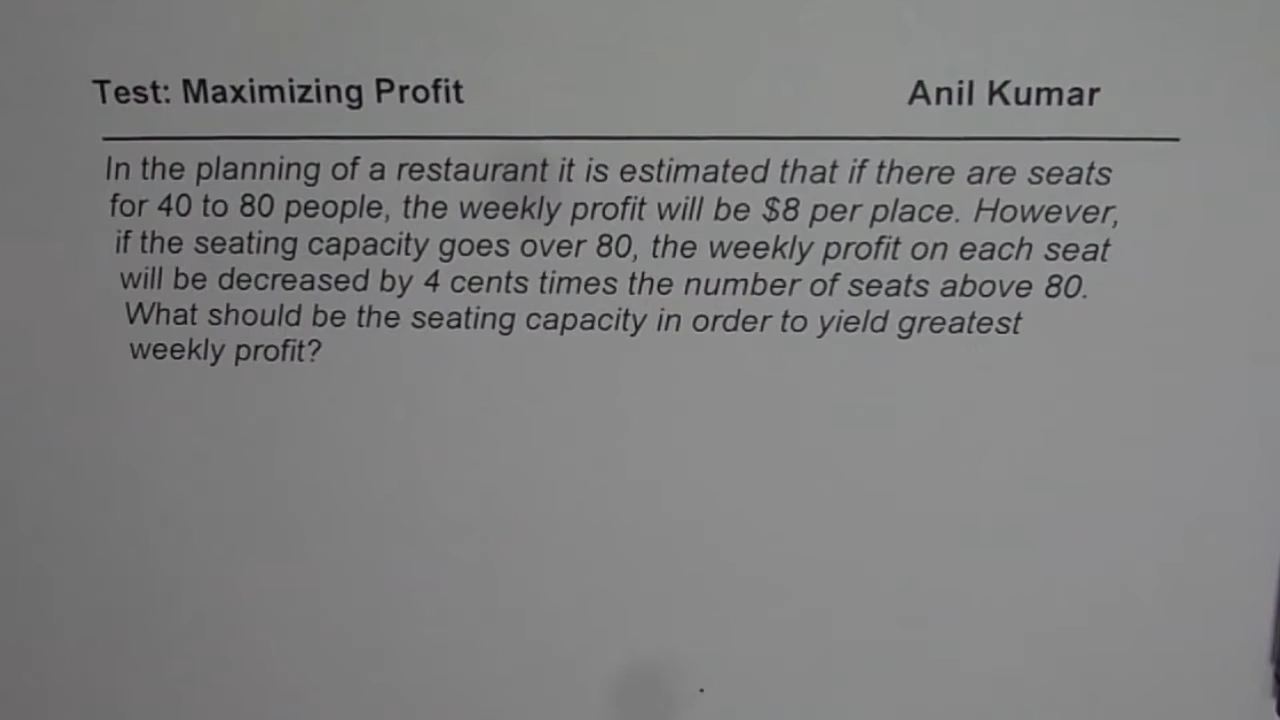 Test: Maximizing Profit Anil Kumar
In the planning of a restaurant it is estimated that if there are seats
for 40 to 80 people, the weekly profit will be $8 per place. However,
if the seating capacity goes over 80, the weekly profit on each seat
will be decreased by 4 cents times the number of seats above 80.
What should be the seating capacity in order to yield greatest
weekly profit?